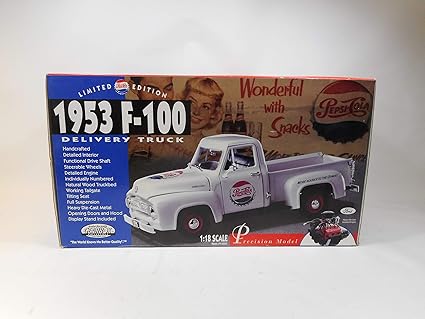 LIMITED EDITION
1953 F-100
DELIVERY TRUCK
Handcrafted
Detailed Interior
Functional Drive Shaft
Steerable Wheels
Detailed Engine
Individually Numbered
Natural Wood Truckbed
Working Tailgate
Tilting Seat
Full Suspension
Heavy Die-Cast Metal
Opening Doors and Hood
Display Stand Included
"The World Knows No Better Quality"
Wonderful
with
Snacks
PEPSI-COLA
PEPSI-COLA
1:18 SCALE
Precision Model